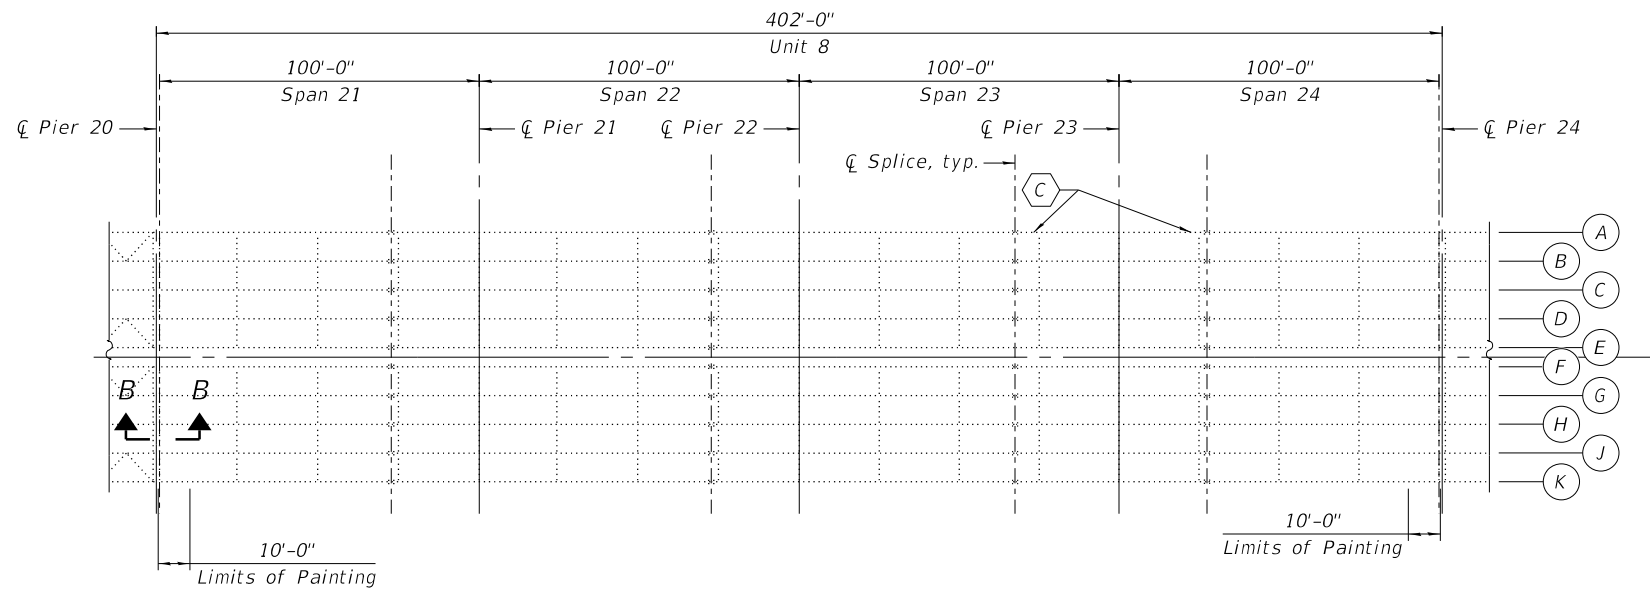 402'-0"
Unit 8
100'-0" 100'-0" 100'-0" 100'-0"
Span 21 Span 22 Span 23 Span 24
℄ Pier 20 ℄ Pier 21 ℄ Pier 22 ℄ Pier 23 ℄ Pier 24
℄ Splice, typ.
C
A
B
C
D
E
F
G
H
J
K
B B
10'-0"
Limits of Painting
10'-0"
Limits of Painting